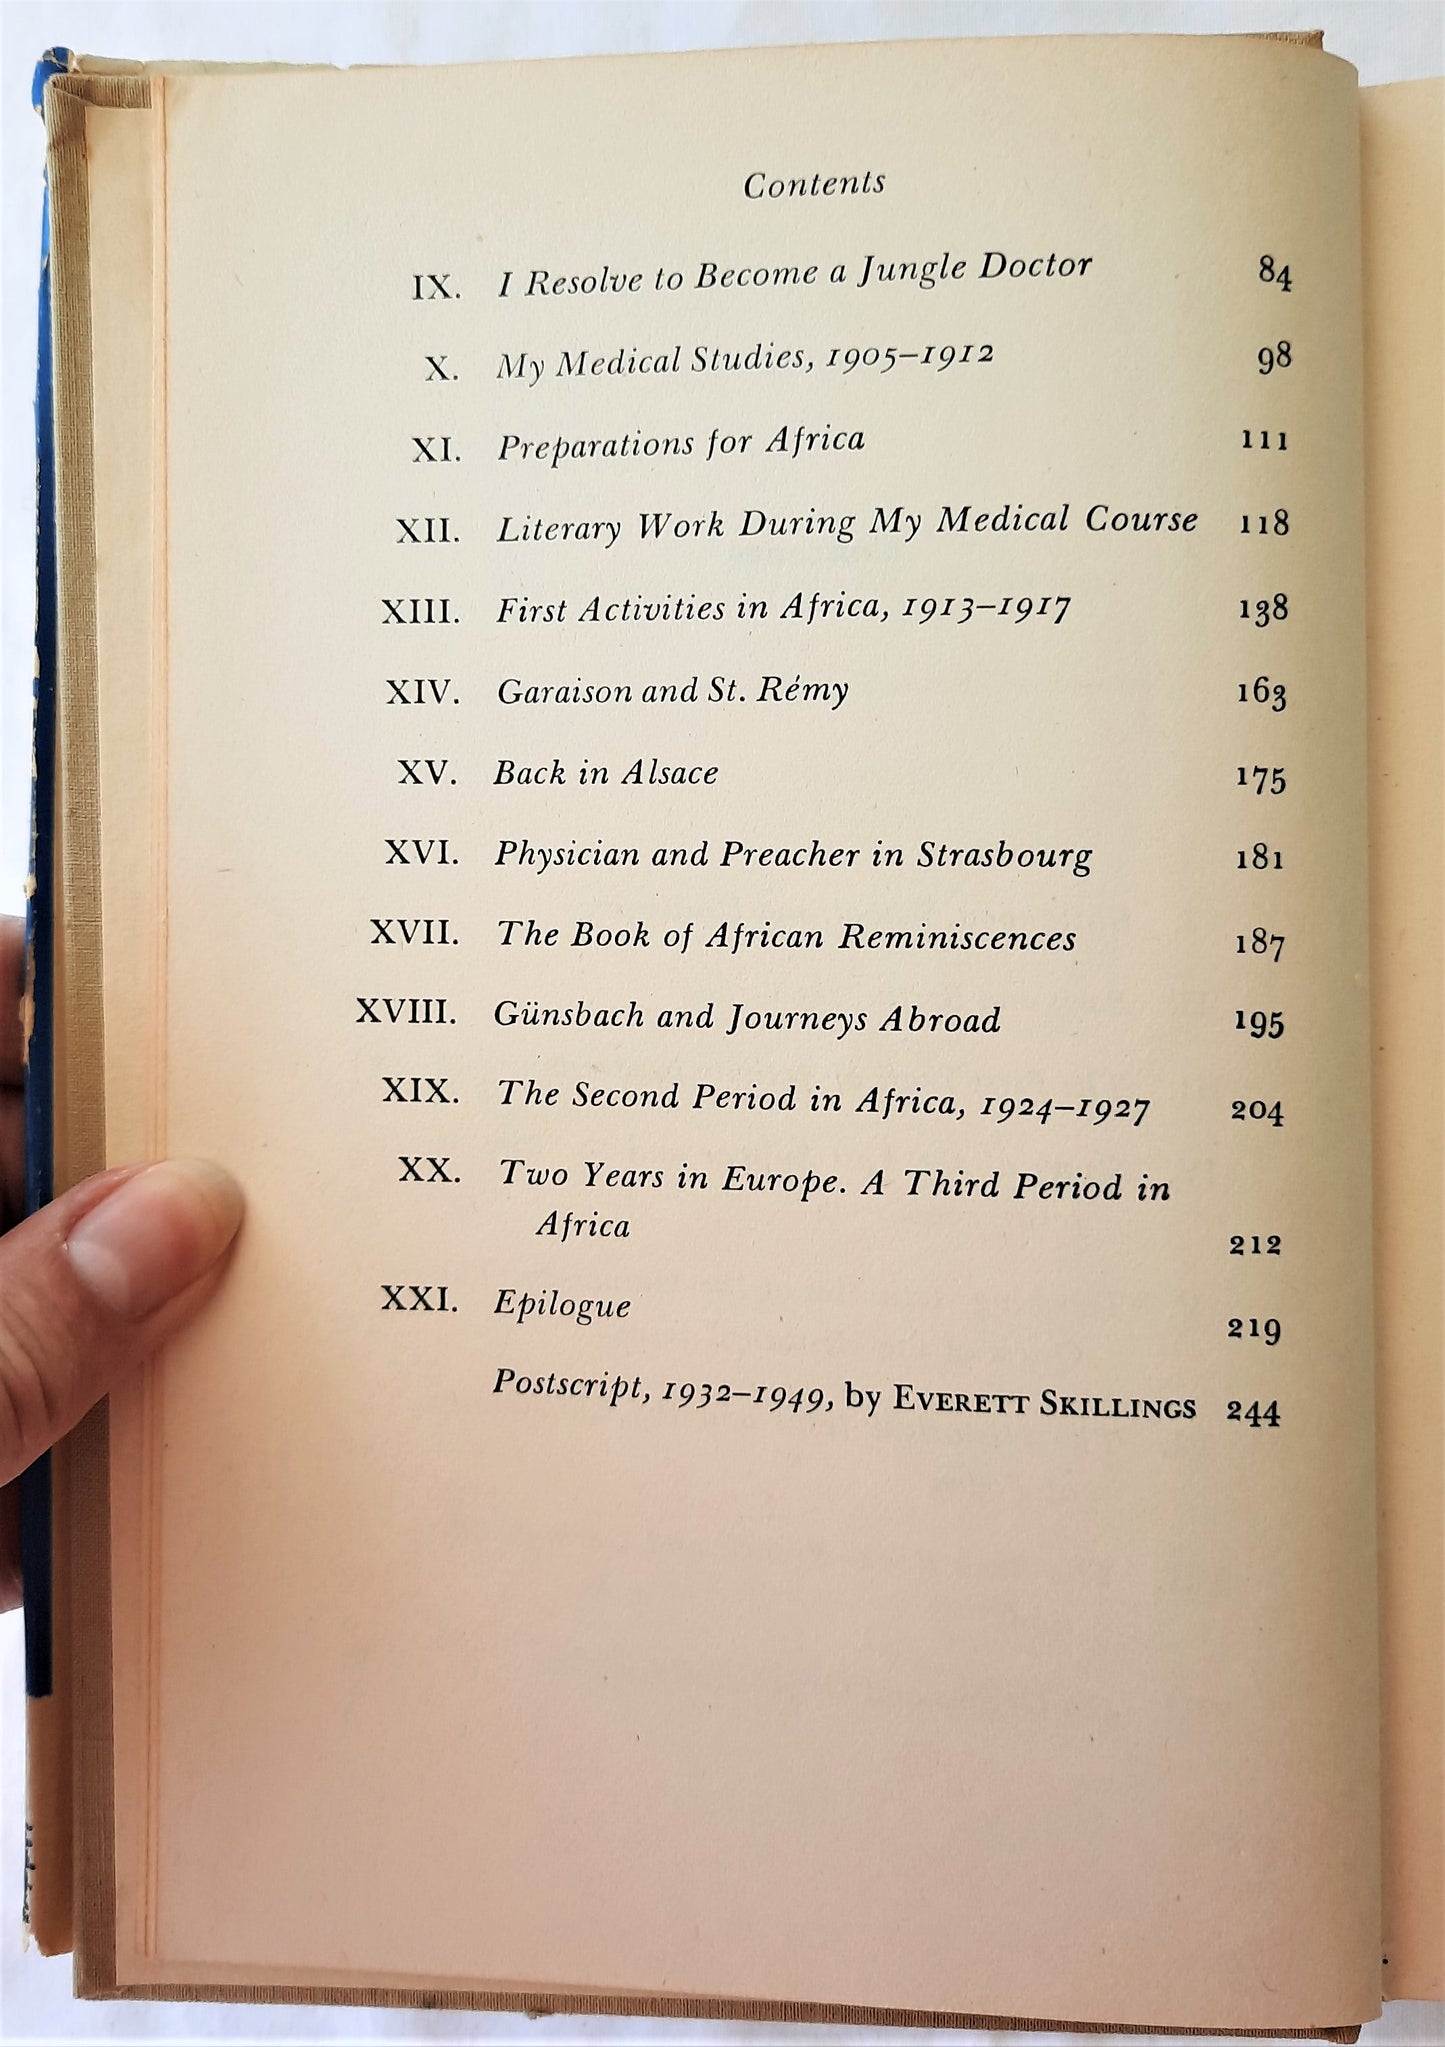 Contents
IX. I Resolve to Become a Jungle Doctor 84
X. My Medical Studies, 1905–1912 98
XI. Preparations for Africa 111
XII. Literary Work During My Medical Course 118
XIII. First Activities in Africa, 1913–1917 138
XIV. Garaison and St. Rémy 163
XV. Back in Alsace 175
XVI. Physician and Preacher in Strasbourg 181
XVII. The Book of African Reminiscences 187
XVIII. Günsbach and Journeys Abroad 195
XIX. The Second Period in Africa, 1924–1927 204
XX. Two Years in Europe. A Third Period in
Africa 212
XXI. Epilogue 219
Postscript, 1932–1949, by EVERETT SKILLINGS 244